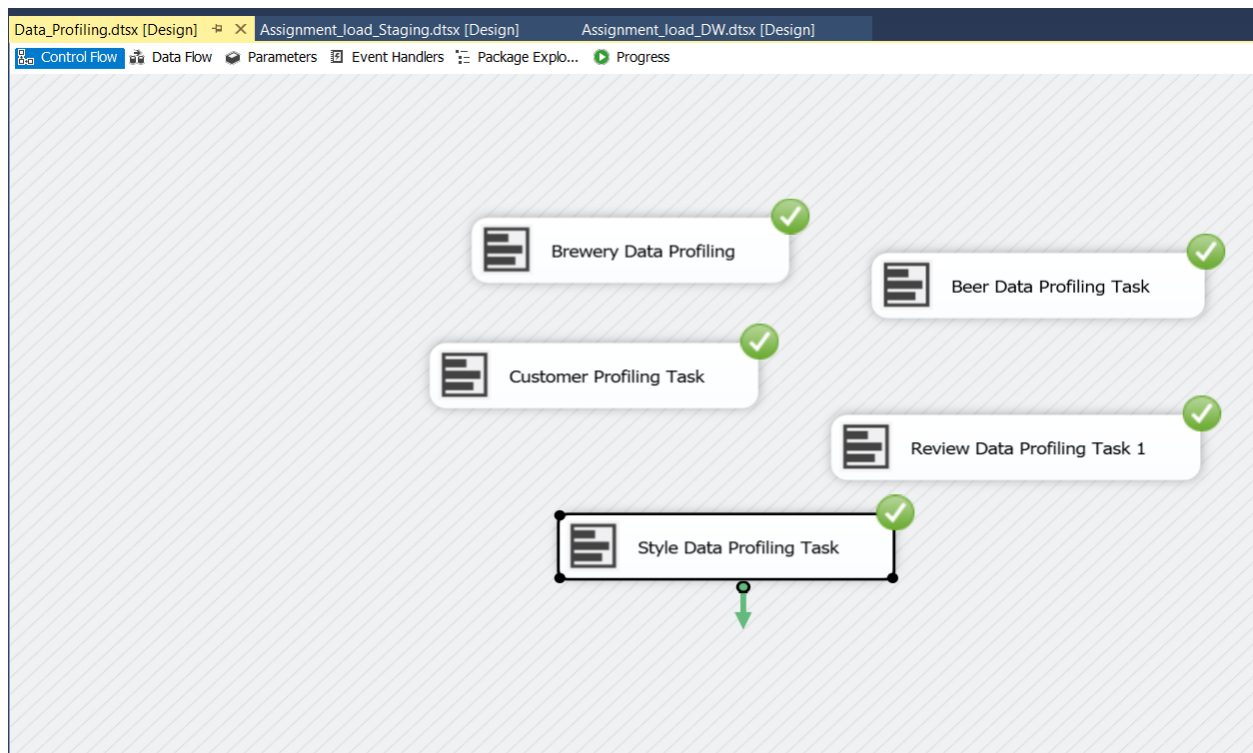 Data_Profiling.dtsx [Design]
Assignment_load_Staging.dtsx [Design]
Assignment_load_DW.dtsx [Design]
Control Flow
Data Flow
Parameters
Event Handlers
Package Explo...
Progress
Brewery Data Profiling
Beer Data Profiling Task
Customer Profiling Task
Review Data Profiling Task 1
Style Data Profiling Task